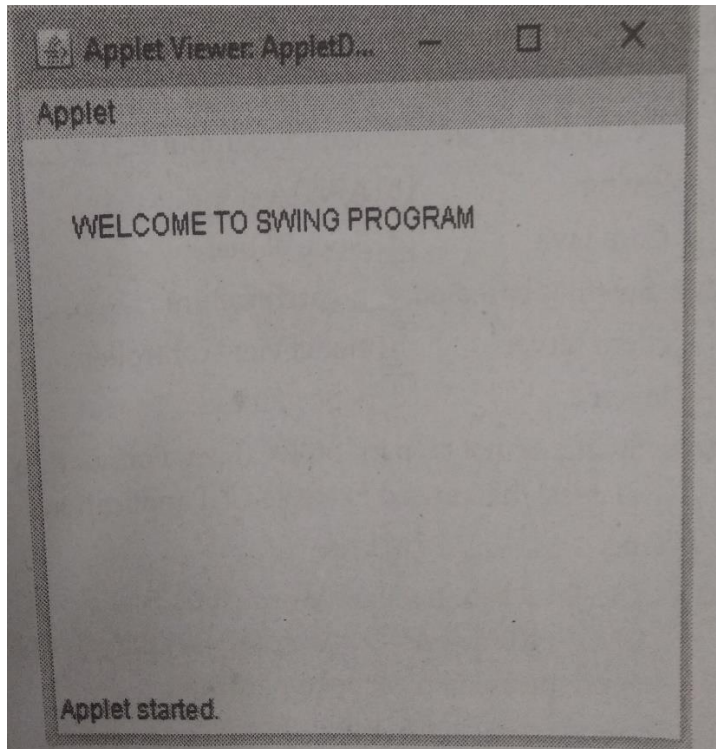 Applet Viewer: AppletD...
Applet
WELCOME TO SWING PROGRAM
Applet started.